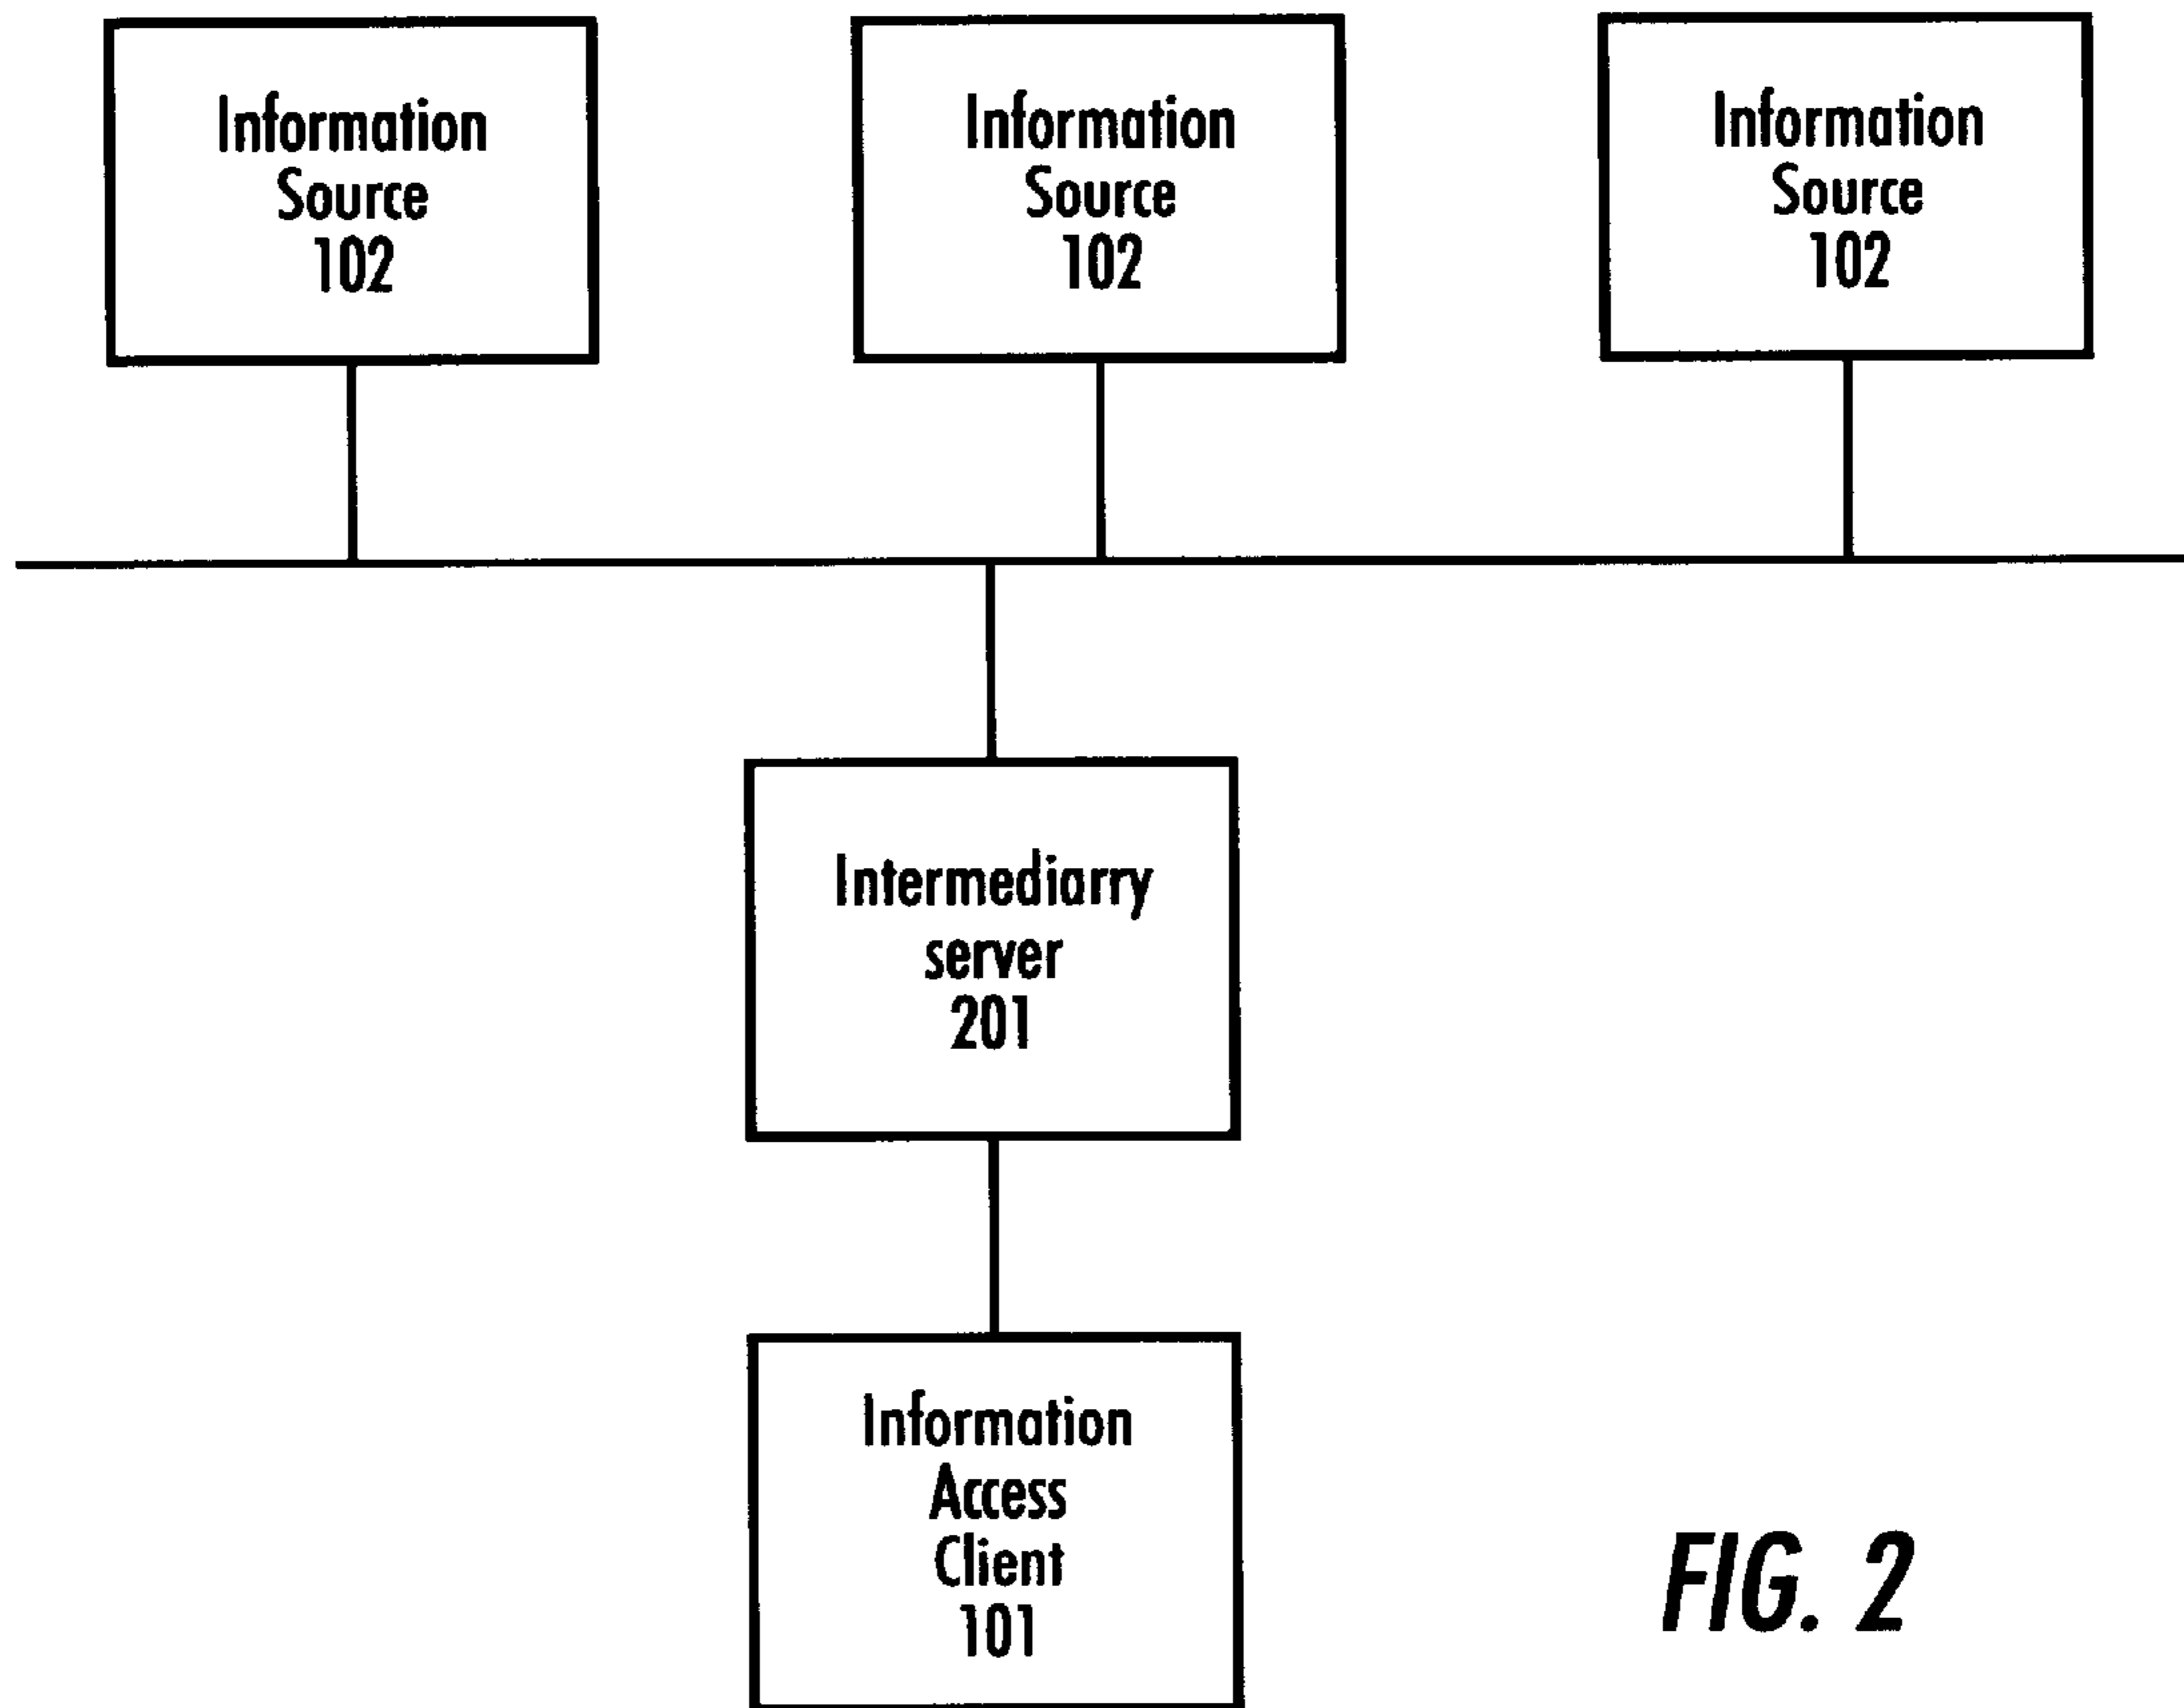 Information
Source
102
Information
Source
102
Information
Source
102
Intermediarry
server
201
Information
Access
Client
101
FIG. 2